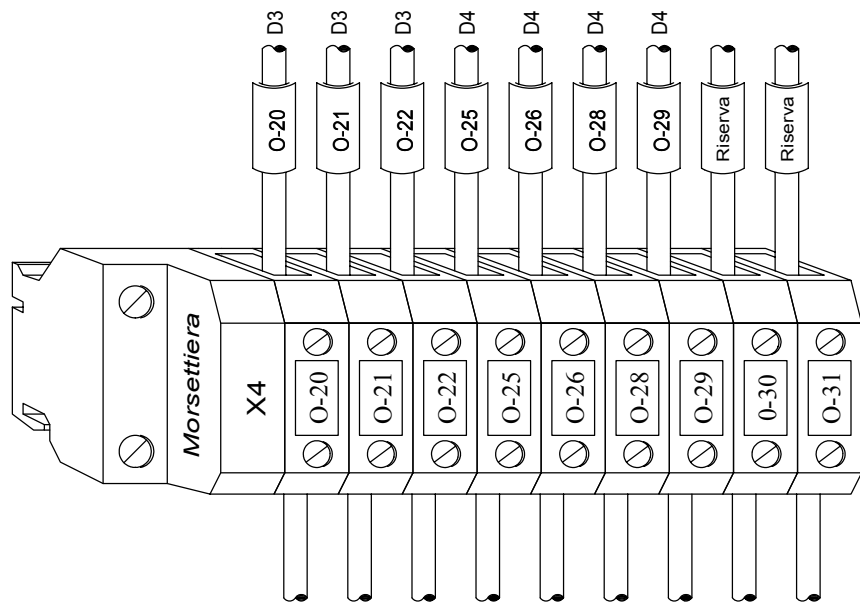 D3 D3 D3 D4 D4 D4 D4
O-20 O-21 O-22 O-25 O-26 O-28 O-29 Riserva Riserva
Morsettiera
X4
O-20 O-21 O-22 O-25 O-26 O-28 O-29 0-30 O-31